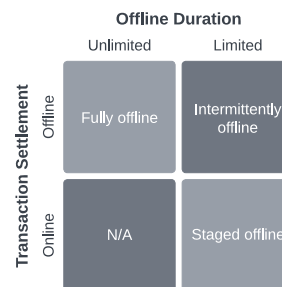 Offline Duration
Unlimited
Limited
Transaction Settlement
Offline
Fully offline
Intermittently
offline
Online
N/A
Staged offline